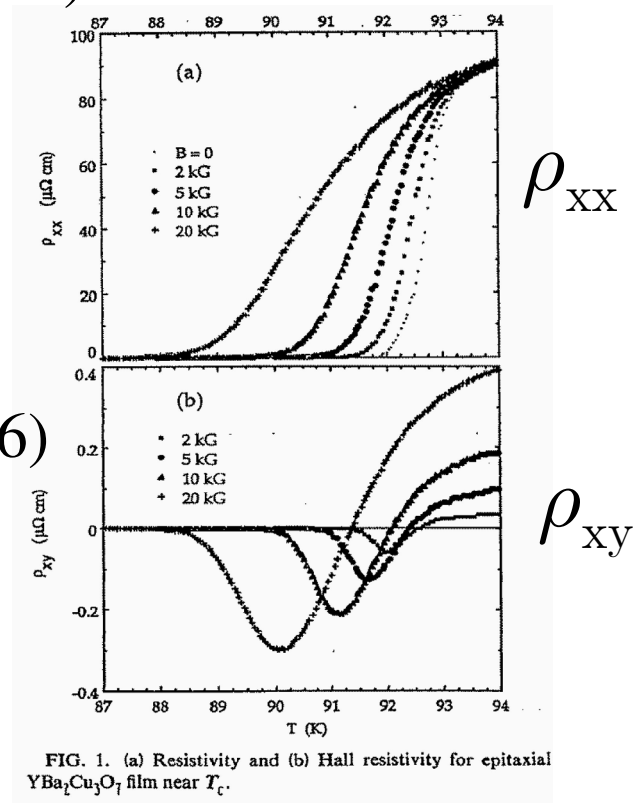 87 88 89 90 91 92 93 94
100
(a)
80
B = 0
2 kG
60
5 kG
10 kG
40
20 kG
ρxx (μΩ cm)
20
0
ρxx
0.4
(b)
2 kG
5 kG
0.2
10 kG
20 kG
6)
0
ρxy (μΩ cm)
ρxy
-0.2
-0.4
87 88 89 90 91 92 93 94
T (K)
FIG. 1. (a) Resistivity and (b) Hall resistivity for epitaxial
YBa₂Cu₃O₇ film near Tc.